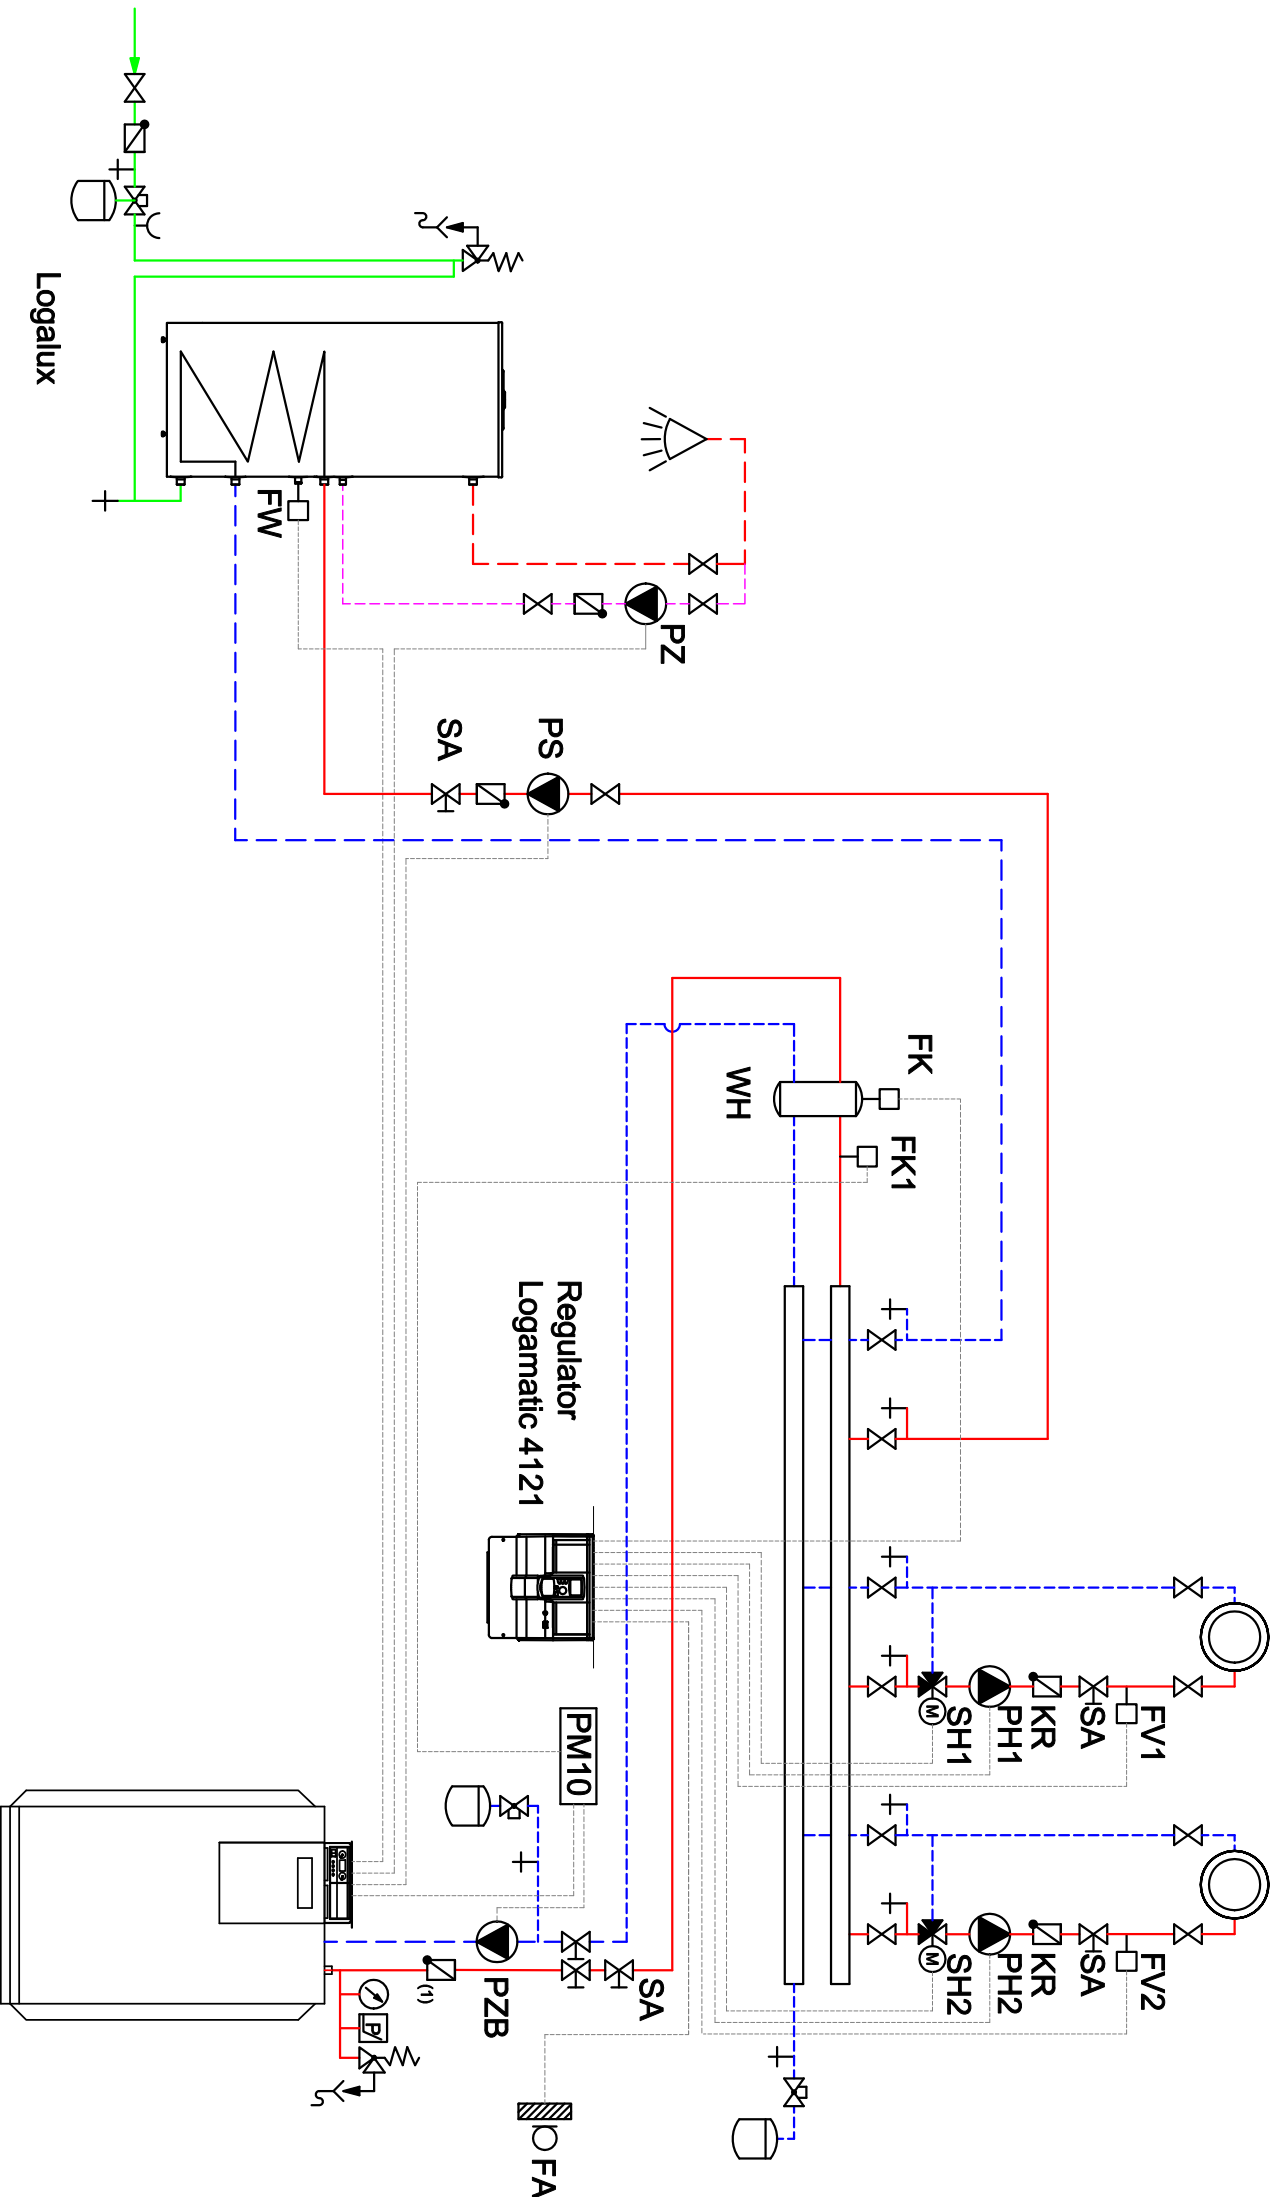 FV1
SA
KR
PH1
SH1
M
FV2
SA
KR
PH2
SH2
M
FK
FK1
WH
PS
SA
PZ
FW
Logalux
Regulator
Logamatic 4121
PM10
SA
PZB
(1)
P
FA